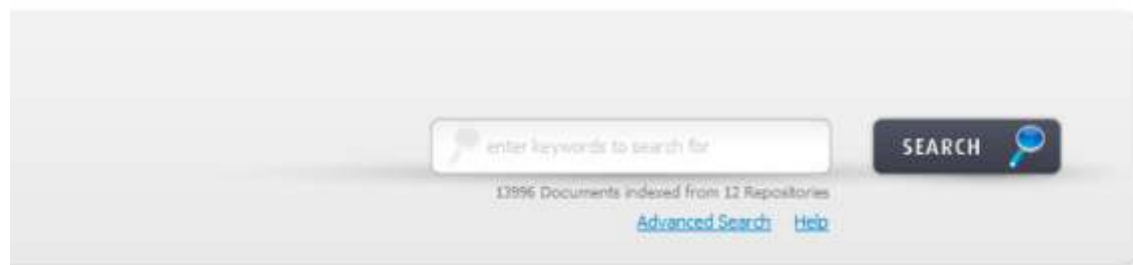 enter keywords to search for
SEARCH
13996 Documents indexed from 12 Repositories
Advanced Search Help